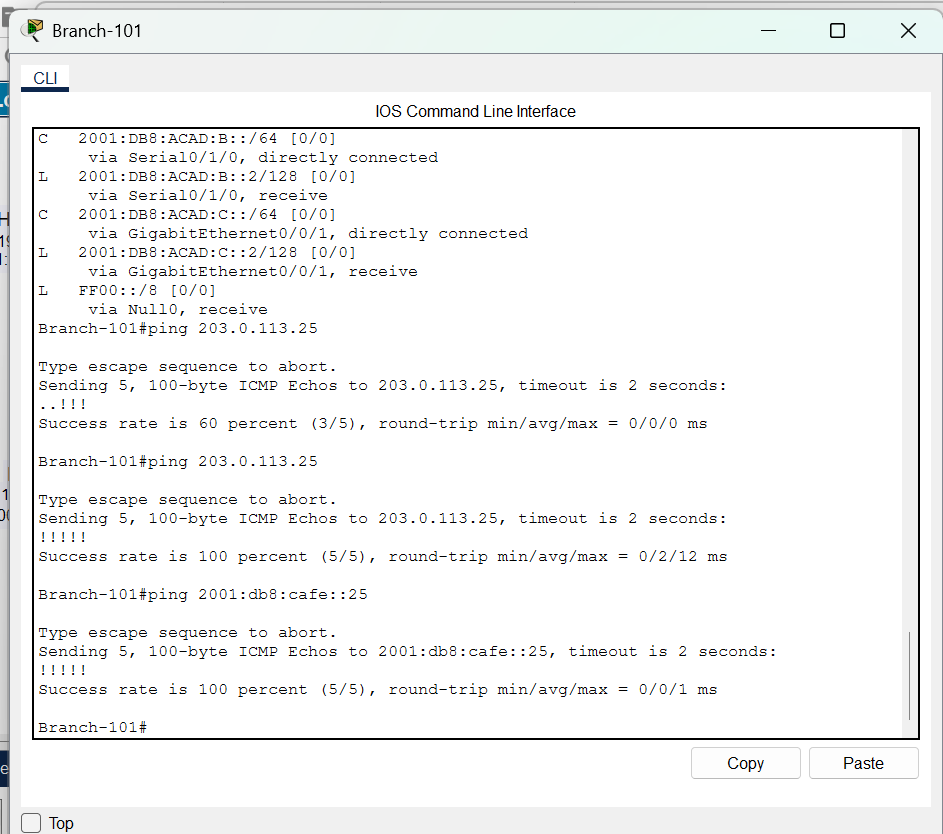 Branch-101
CLI
IOS Command Line Interface
C   2001:DB8:ACAD:B::/64 [0/0]
     via Serial0/1/0, directly connected
L   2001:DB8:ACAD:B::2/128 [0/0]
     via Serial0/1/0, receive
C   2001:DB8:ACAD:C::/64 [0/0]
     via GigabitEthernet0/0/1, directly connected
L   2001:DB8:ACAD:C::2/128 [0/0]
     via GigabitEthernet0/0/1, receive
L   FF00::/8 [0/0]
     via Null0, receive
Branch-101#ping 203.0.113.25

Type escape sequence to abort.
Sending 5, 100-byte ICMP Echos to 203.0.113.25, timeout is 2 seconds:
..!!!
Success rate is 60 percent (3/5), round-trip min/avg/max = 0/0/0 ms

Branch-101#ping 203.0.113.25

Type escape sequence to abort.
Sending 5, 100-byte ICMP Echos to 203.0.113.25, timeout is 2 seconds:
!!!!!
Success rate is 100 percent (5/5), round-trip min/avg/max = 0/2/12 ms

Branch-101#ping 2001:db8:cafe::25

Type escape sequence to abort.
Sending 5, 100-byte ICMP Echos to 2001:db8:cafe::25, timeout is 2 seconds:
!!!!!
Success rate is 100 percent (5/5), round-trip min/avg/max = 0/0/1 ms

Branch-101#
Copy
Paste
Top